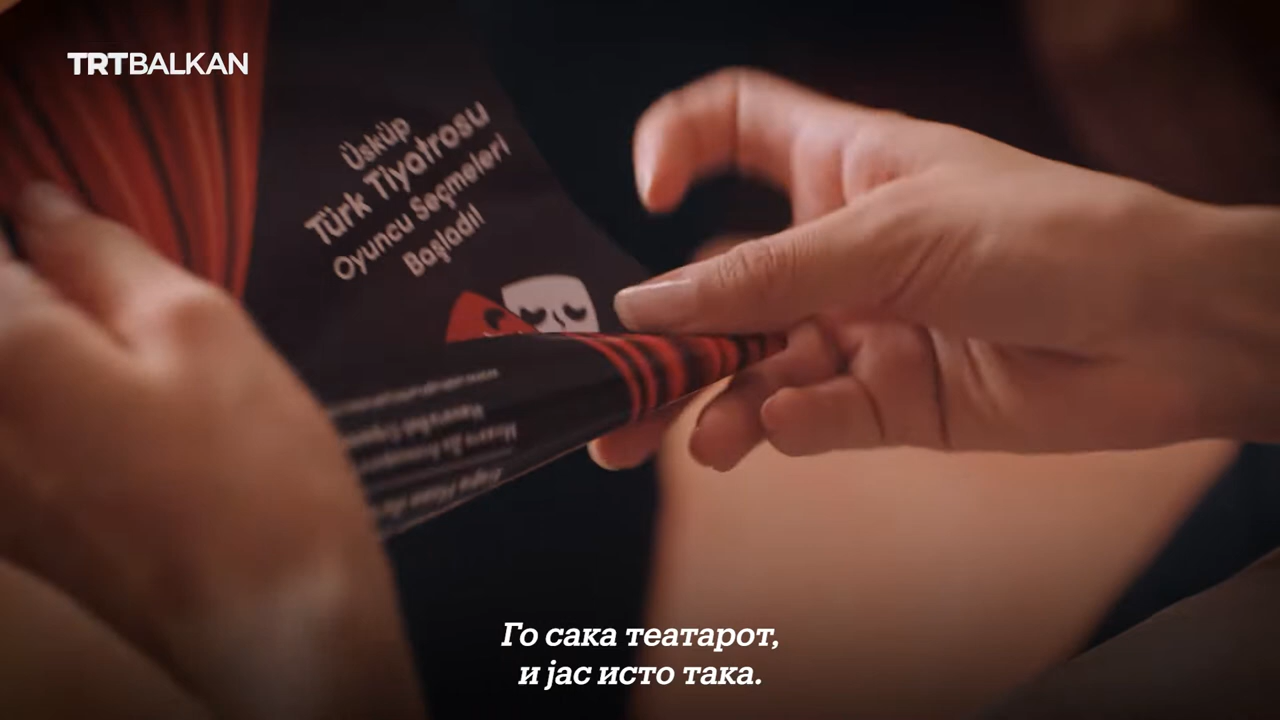 TRTBALKAN
Üsküp
Türk Tiyatrosu
Oyuncu Seçmeleri
Başladı!
Го сака театарот,
и јас исто така.